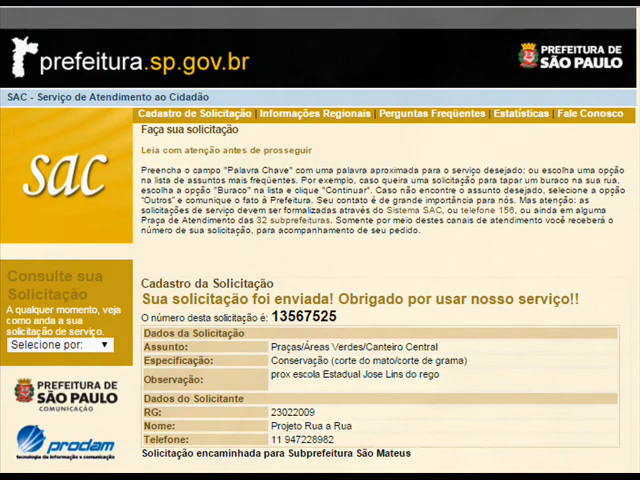 prefeitura.sp.gov.br
PREFEITURA DE
SÃO PAULO
SAC - Serviço de Atendimento ao Cidadão
Cadastro de Solicitação | Informações Regionais | Perguntas Freqüentes | Estatísticas | Fale Conosco
sac
Faça sua solicitação
Leia com atenção antes de prosseguir
Preencha o campo "Palavra Chave" com uma palavra aproximada para o serviço desejado; ou escolha uma opção
na lista de assuntos mais freqüentes. Por exemplo, caso queira uma solicitação para tapar um buraco na sua rua,
escolha a opção "Buraco" na lista e clique "Continuar". Caso não encontre o assunto desejado, selecione a opção
"Outros" e comunique o fato à Prefeitura. Seu contato é de grande importância para nós. Mas atenção: as
solicitações de serviço devem ser formalizadas através do Sistema SAC, ou telefone 156, ou ainda em alguma
Praça de Atendimento das 32 subprefeituras. Somente por meio destes canais de atendimento você receberá o
número de sua solicitação, para acompanhamento de seu pedido.
Consulte sua
Solicitação
A qualquer momento, veja
como anda a sua
solicitação de serviço.
Selecione por:
PREFEITURA DE
SÃO PAULO
COMUNICAÇÃO
prodam
tecnologia da informação e comunicação
Cadastro da Solicitação
Sua solicitação foi enviada! Obrigado por usar nosso serviço!!
O número desta solicitação é: 13567525
Dados da Solicitação
Assunto: Praças/Áreas Verdes/Canteiro Central
Especificação: Conservação (corte do mato/corte de grama)
Observação: prox escola Estadual Jose Lins do rego
Dados do Solicitante
RG: 23022009
Nome: Projeto Rua a Rua
Telefone: 11 947228982
Solicitação encaminhada para Subprefeitura São Mateus